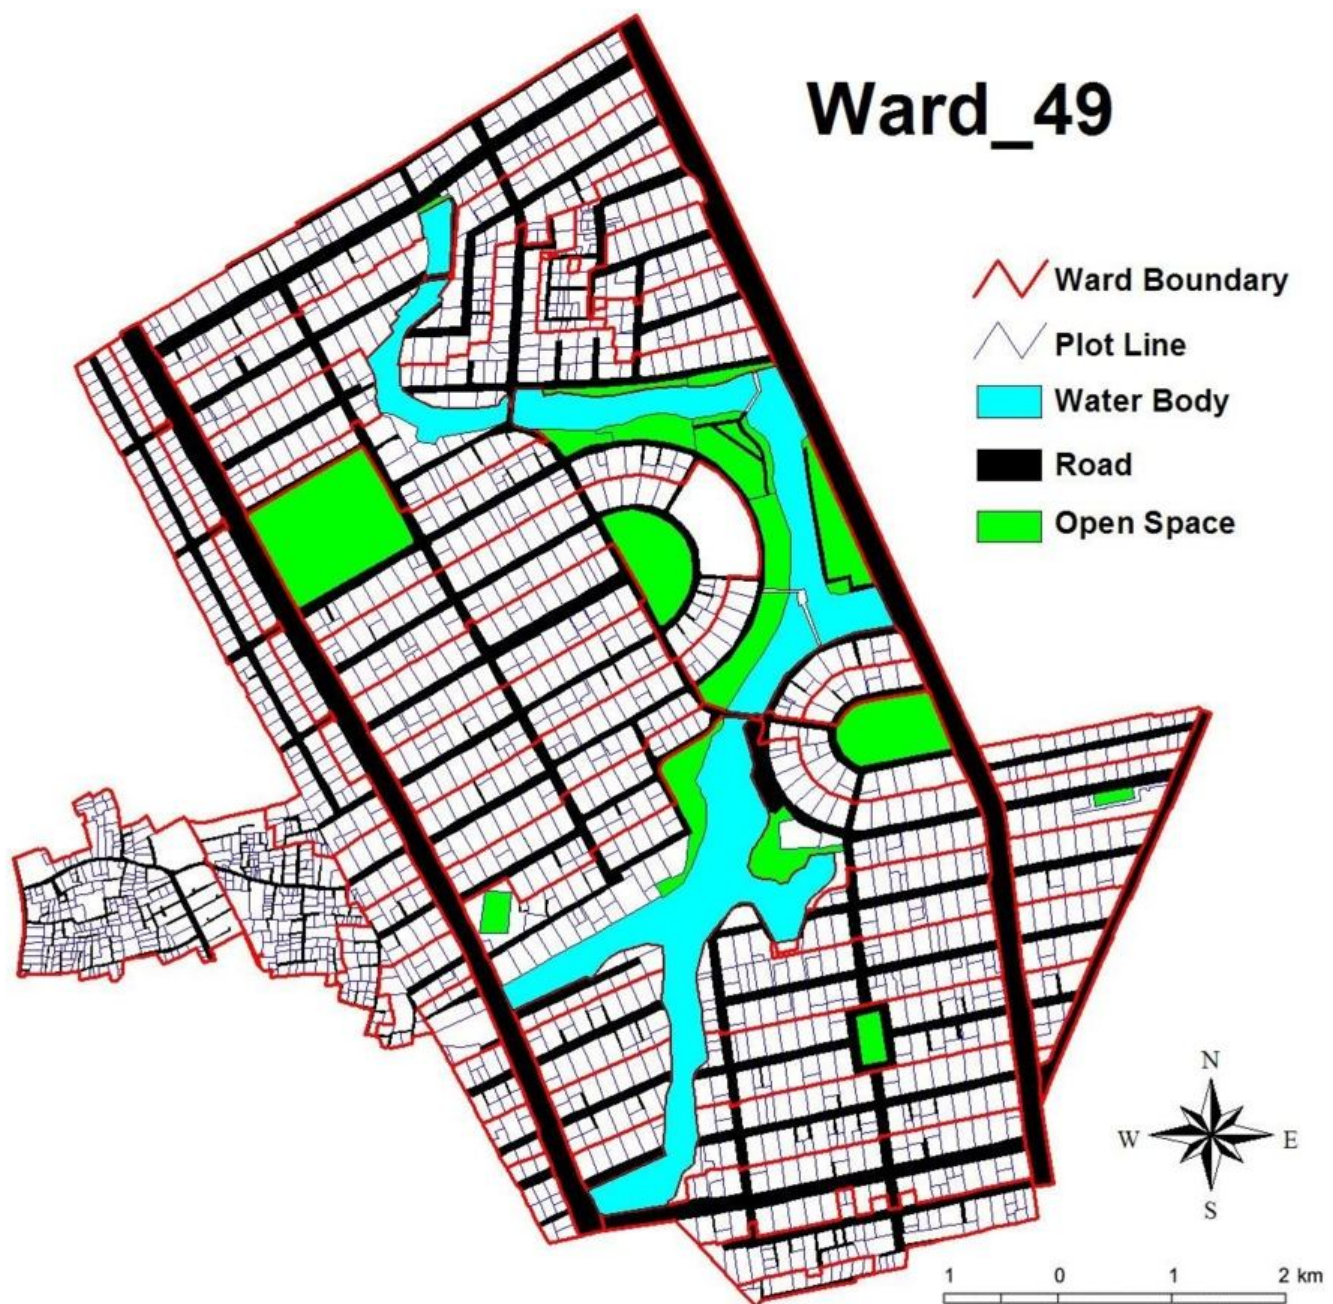 Ward_49
Ward Boundary
Plot Line
Water Body
Road
Open Space
N
W E
S
1 0 1 2 km